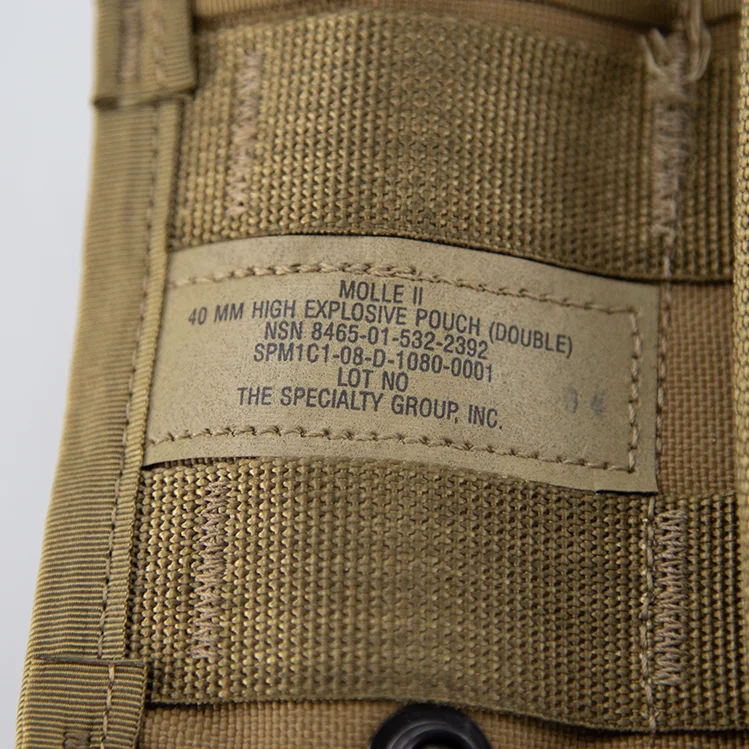 MOLLE II
40 MM HIGH EXPLOSIVE POUCH (DOUBLE)
NSN 8465-01-532-2392
SPM1C1-08-D-1080-0001
LOT NO
THE SPECIALTY GROUP, INC.